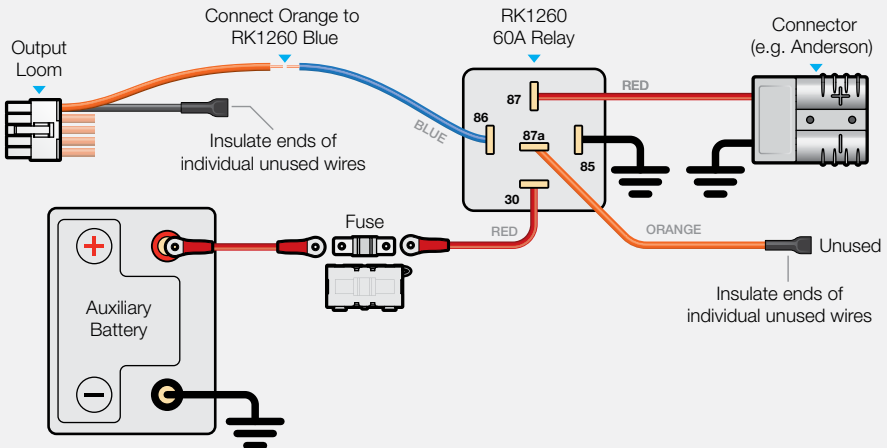 Connect Orange to
RK1260 Blue
RK1260
60A Relay
Connector
(e.g. Anderson)
Output
Loom
87
RED
86
87a
BLUE
85
Insulate ends of
individual unused wires
30
Fuse
RED
ORANGE
Unused
Insulate ends of
individual unused wires
+
Auxiliary
Battery
−
+
−